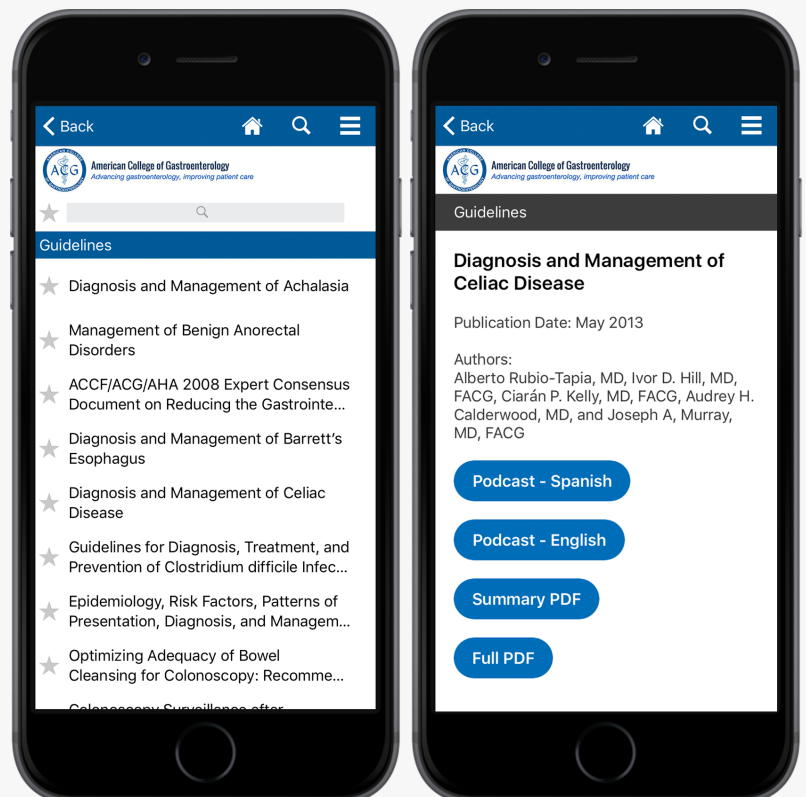 Back
ACG
American College of Gastroenterology
Advancing gastroenterology, improving patient care
Guidelines
Diagnosis and Management of Achalasia
Management of Benign Anorectal
Disorders
ACCF/ACG/AHA 2008 Expert Consensus
Document on Reducing the Gastrointe...
Diagnosis and Management of Barrett's
Esophagus
Diagnosis and Management of Celiac
Disease
Guidelines for Diagnosis, Treatment, and
Prevention of Clostridium difficile Infec...
Epidemiology, Risk Factors, Patterns of
Presentation, Diagnosis, and Managem...
Optimizing Adequacy of Bowel
Cleansing for Colonoscopy: Recomme...
Colonoscopy Surveillance after
Back
ACG
American College of Gastroenterology
Advancing gastroenterology, improving patient care
Guidelines
Diagnosis and Management of
Celiac Disease
Publication Date: May 2013
Authors:
Alberto Rubio-Tapia, MD, Ivor D. Hill, MD,
FACG, Ciarán P. Kelly, MD, FACG, Audrey H.
Calderwood, MD, and Joseph A, Murray,
MD, FACG
Podcast - Spanish
Podcast - English
Summary PDF
Full PDF